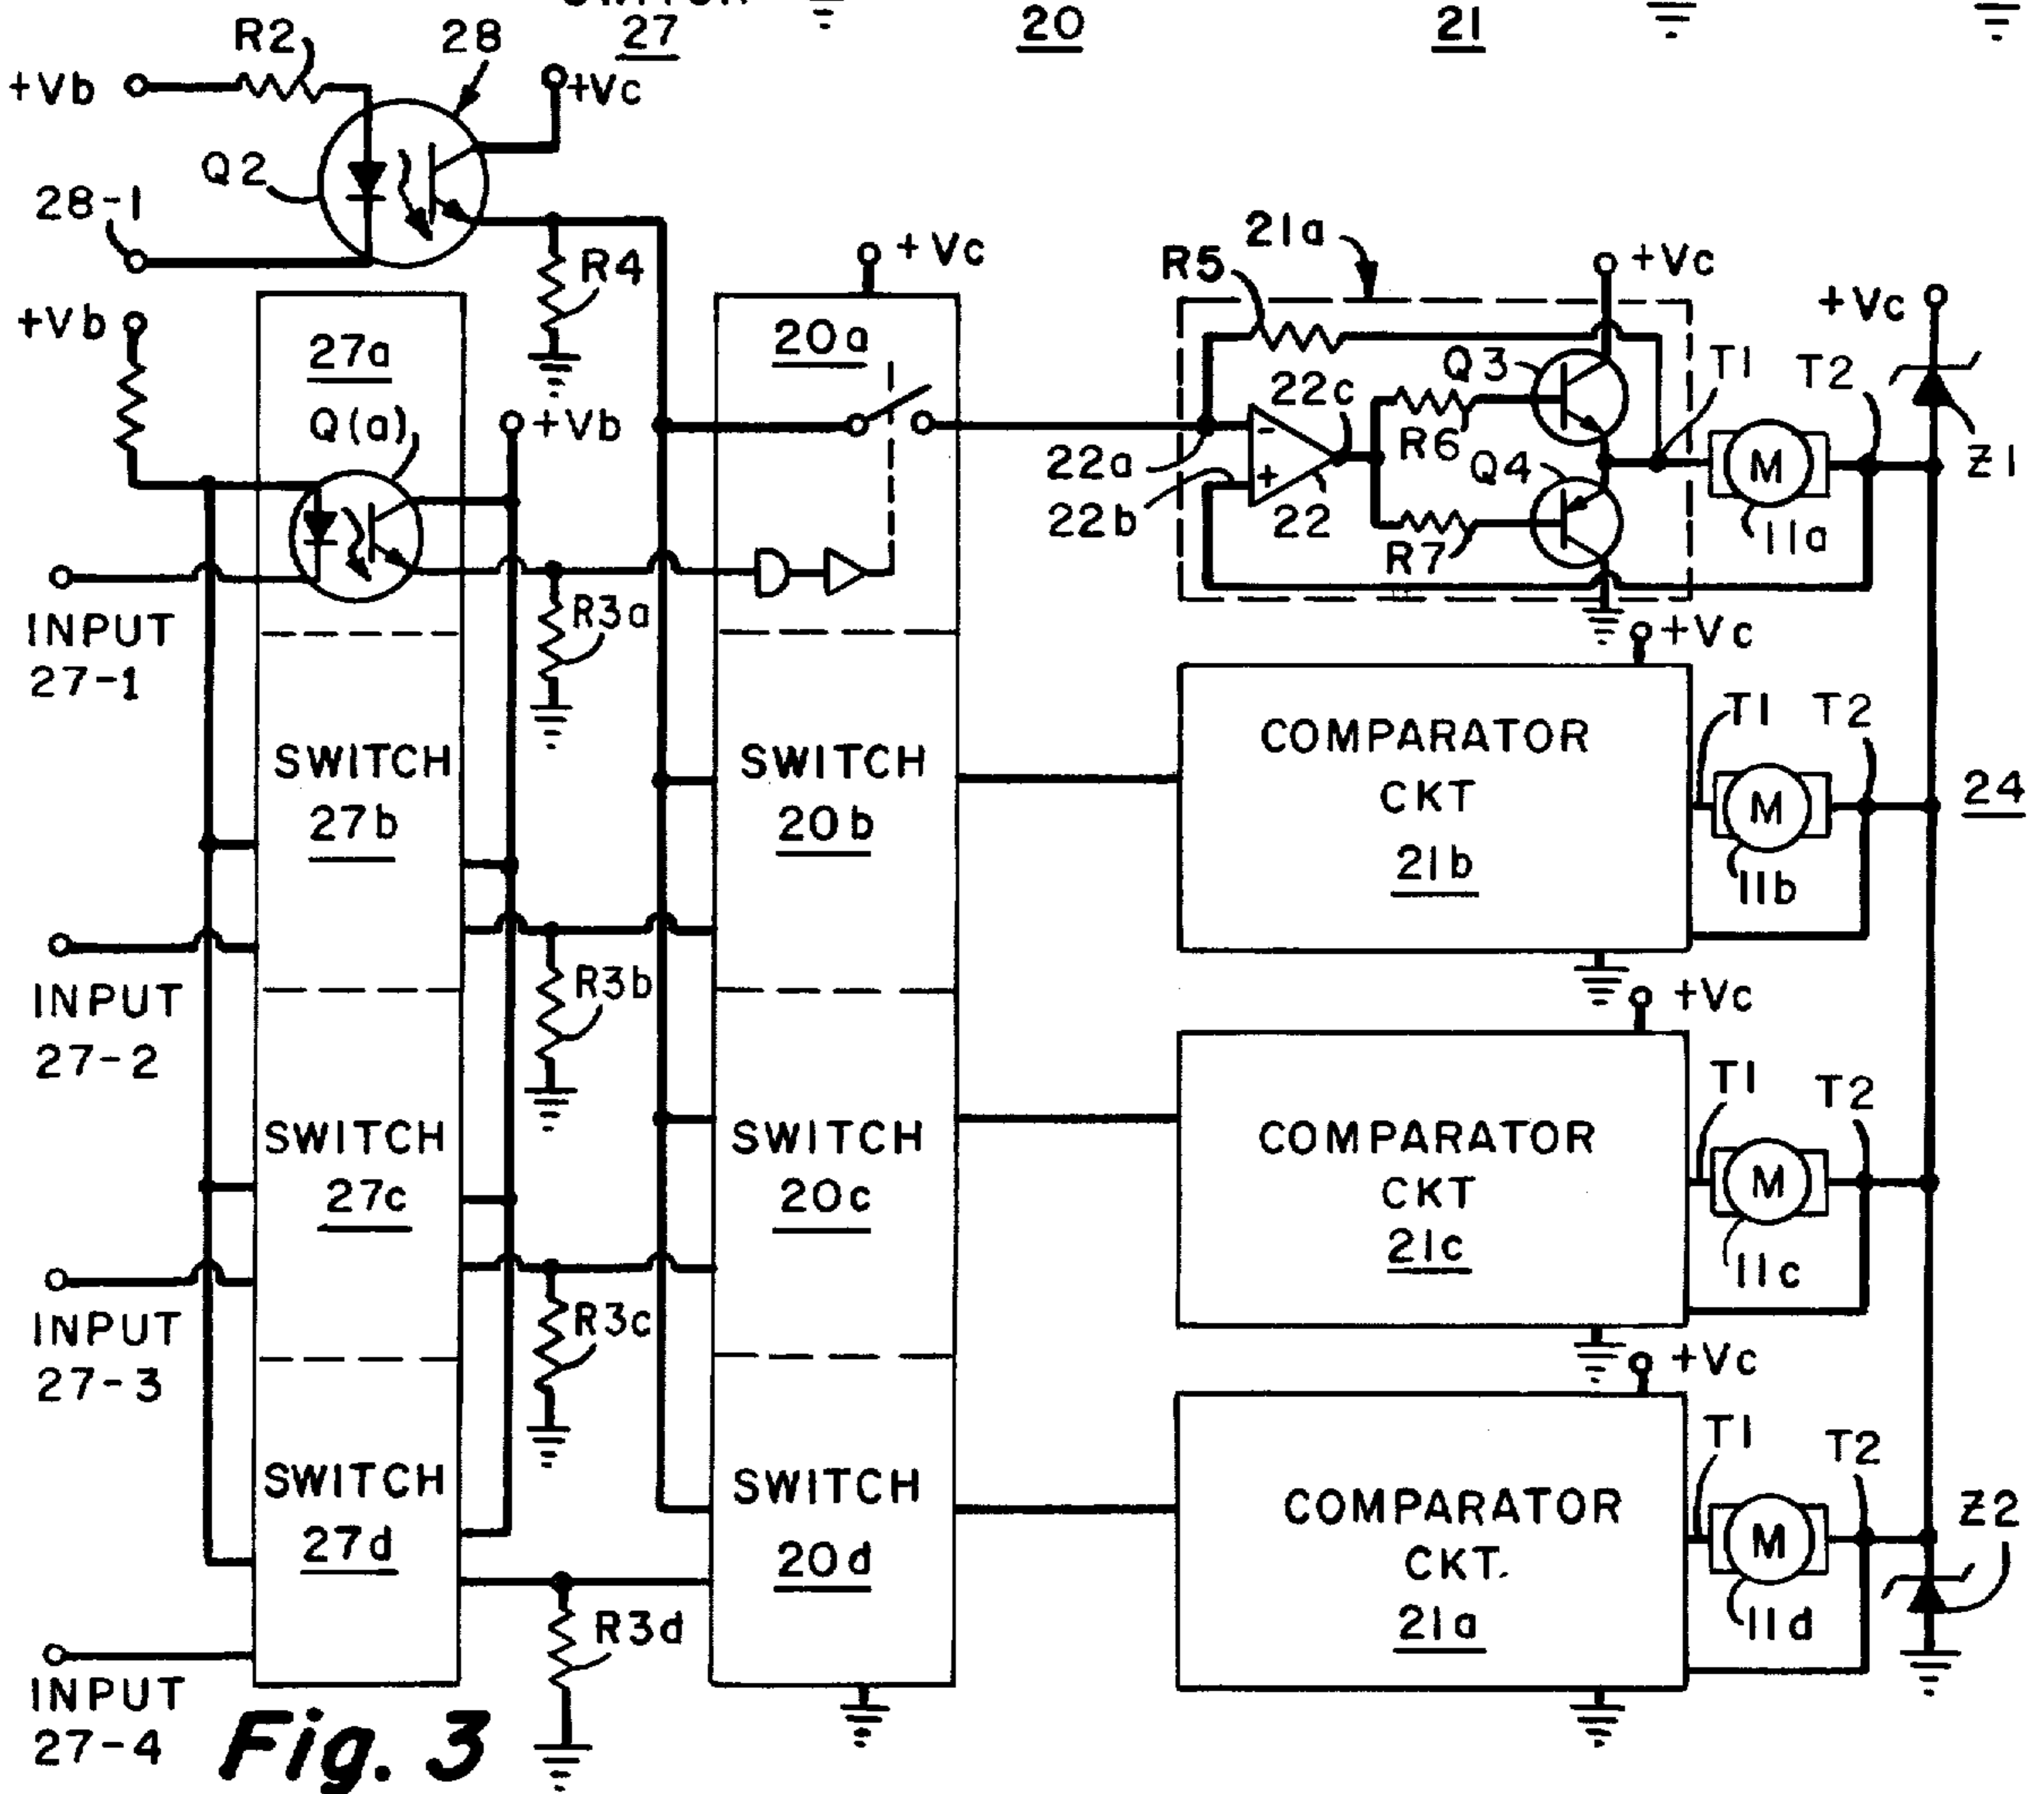 27
20
21
R2
28
+Vb
+Vc
Q2
28-1
R4
+Vb
27a
Q(a)
+Vb
INPUT
27-1
R3a
+Vc
20a
21a
R5
+Vc
22c
Q3
T1
T2
+Vc
Z1
22a
22b
22
R6
Q4
R7
-
+
M
11a
SWITCH
27b
SWITCH
20b
+Vc
COMPARATOR
CKT
21b
T1
T2
M
11b
24
INPUT
27-2
R3b
SWITCH
27c
SWITCH
20c
+Vc
COMPARATOR
CKT
21c
T1
T2
M
11c
INPUT
27-3
R3c
SWITCH
27d
SWITCH
20d
+Vc
COMPARATOR
CKT.
21a
T1
T2
M
11d
Z2
R3d
INPUT
27-4
Fig. 3